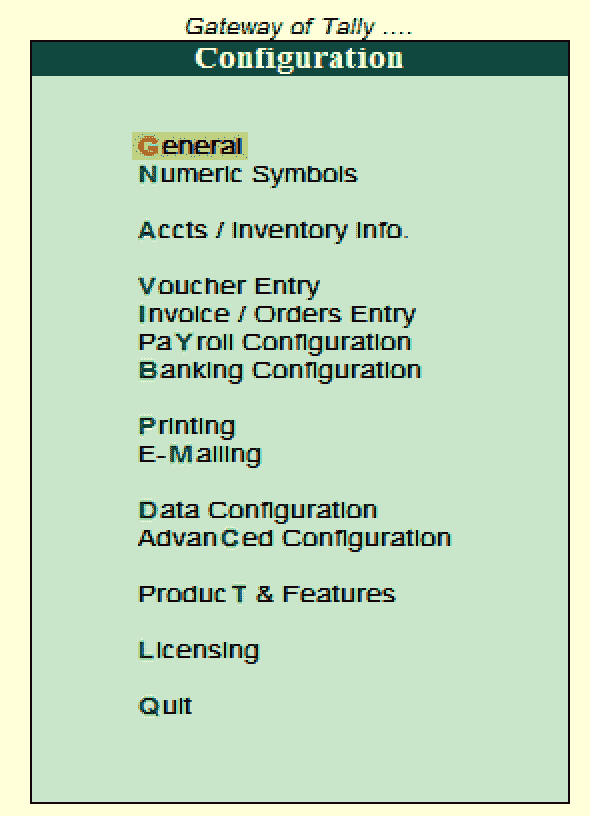 Gateway of Tally ....
Configuration
General
Numeric Symbols
Accts / Inventory Info.
Voucher Entry
Invoice / Orders Entry
PaYroll Configuration
Banking Configuration
Printing
E-Mailing
Data Configuration
AdvanCed Configuration
ProducT & Features
Licensing
Quit